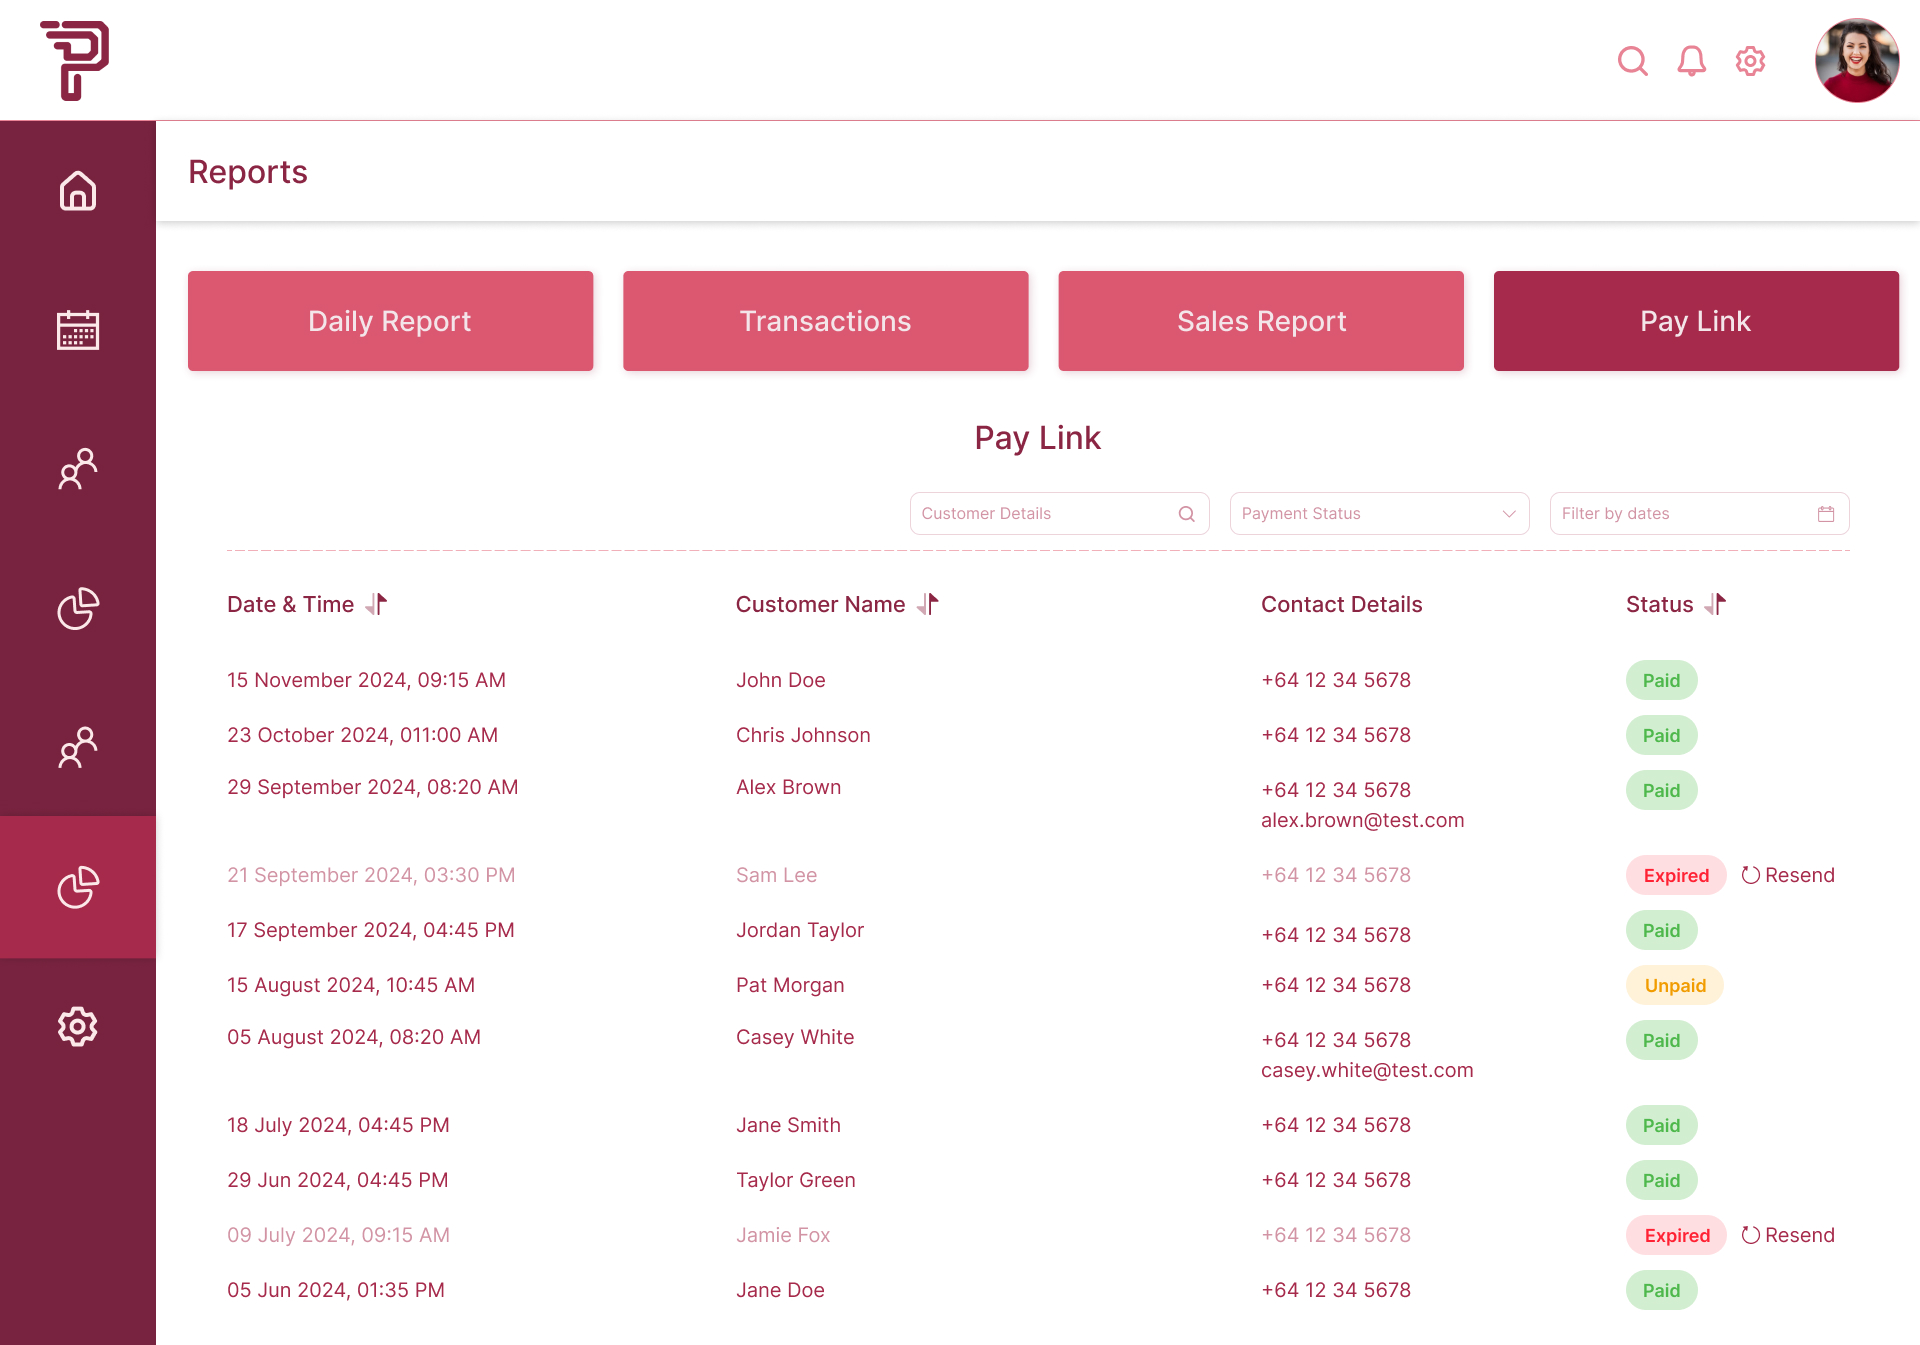 Reports
Daily Report
Transactions
Sales Report
Pay Link
Pay Link
Customer Details
Payment Status
Filter by dates
Date & Time
Customer Name
Contact Details
Status
15 November 2024, 09:15 AM
John Doe
+64 12 34 5678
Paid
23 October 2024, 011:00 AM
Chris Johnson
+64 12 34 5678
Paid
29 September 2024, 08:20 AM
Alex Brown
+64 12 34 5678
alex.brown@test.com
Paid
21 September 2024, 03:30 PM
Sam Lee
+64 12 34 5678
Expired
Resend
17 September 2024, 04:45 PM
Jordan Taylor
+64 12 34 5678
Paid
15 August 2024, 10:45 AM
Pat Morgan
+64 12 34 5678
Unpaid
05 August 2024, 08:20 AM
Casey White
+64 12 34 5678
casey.white@test.com
Paid
18 July 2024, 04:45 PM
Jane Smith
+64 12 34 5678
Paid
29 Jun 2024, 04:45 PM
Taylor Green
+64 12 34 5678
Paid
09 July 2024, 09:15 AM
Jamie Fox
+64 12 34 5678
Expired
Resend
05 Jun 2024, 01:35 PM
Jane Doe
+64 12 34 5678
Paid